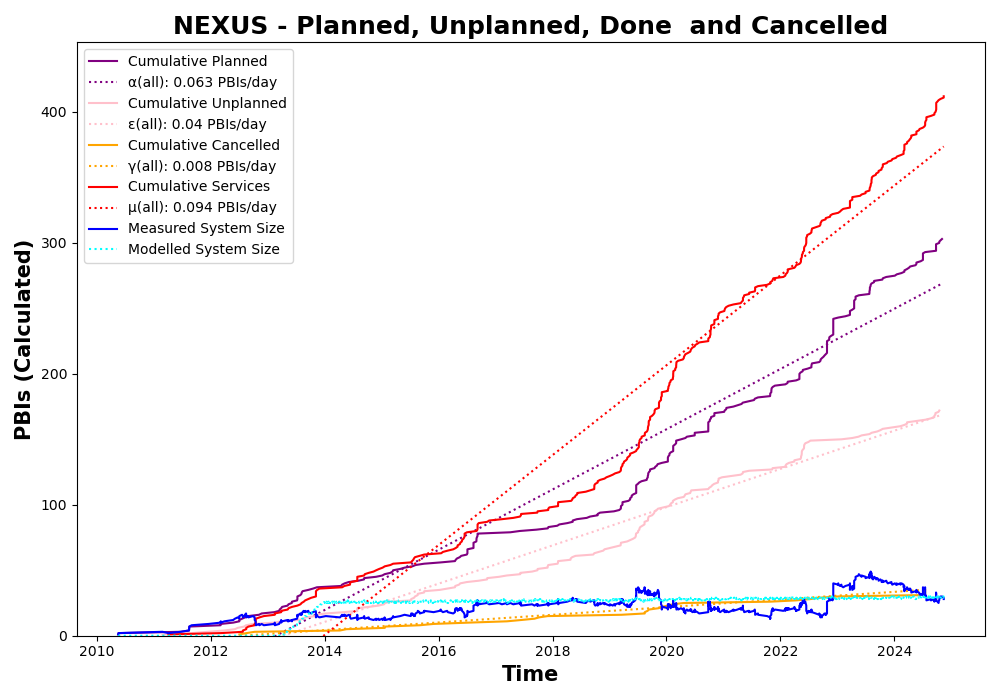 NEXUS - Planned, Unplanned, Done  and Cancelled
Cumulative Planned
α(all): 0.063 PBIs/day
Cumulative Unplanned
ε(all): 0.04 PBIs/day
Cumulative Cancelled
γ(all): 0.008 PBIs/day
Cumulative Services
μ(all): 0.094 PBIs/day
Measured System Size
Modelled System Size
PBIs (Calculated)
400
300
200
100
0
2010 2012 2014 2016 2018 2020 2022 2024
Time